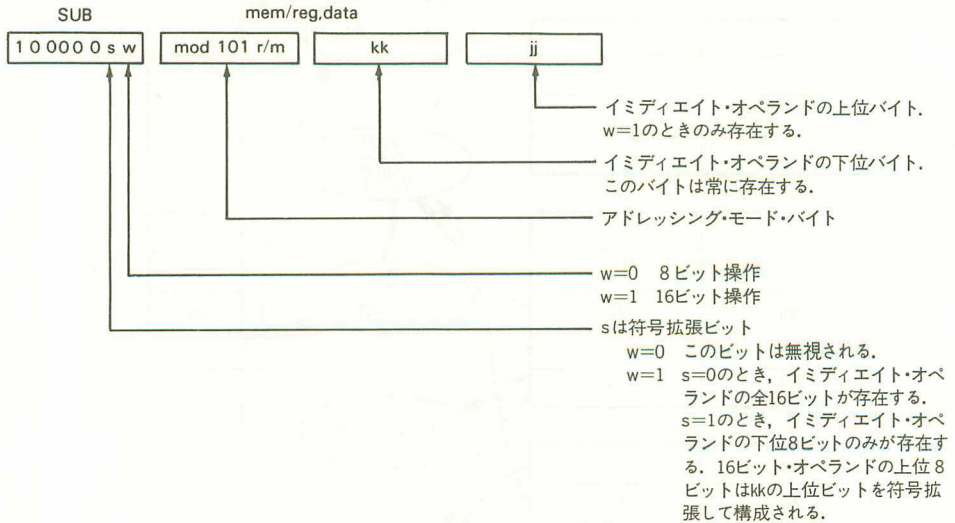 SUB
mem/reg,data
1 0 0 0 0 0 s w
mod 101 r/m
kk
jj
イミディエイト・オペランドの上位バイト.
w=1のときのみ存在する.
イミディエイト・オペランドの下位バイト.
このバイトは常に存在する.
アドレッシング・モード・バイト
w=0 8ビット操作
w=1 16ビット操作
sは符号拡張ビット
w=0 このビットは無視される.
w=1 s=0のとき，イミディエイト・オペ
ランドの全16ビットが存在する.
s=1のとき，イミディエイト・オペ
ランドの下位8ビットのみが存在す
る. 16ビット・オペランドの上位8
ビットはkkの上位ビットを符号拡
張して構成される.